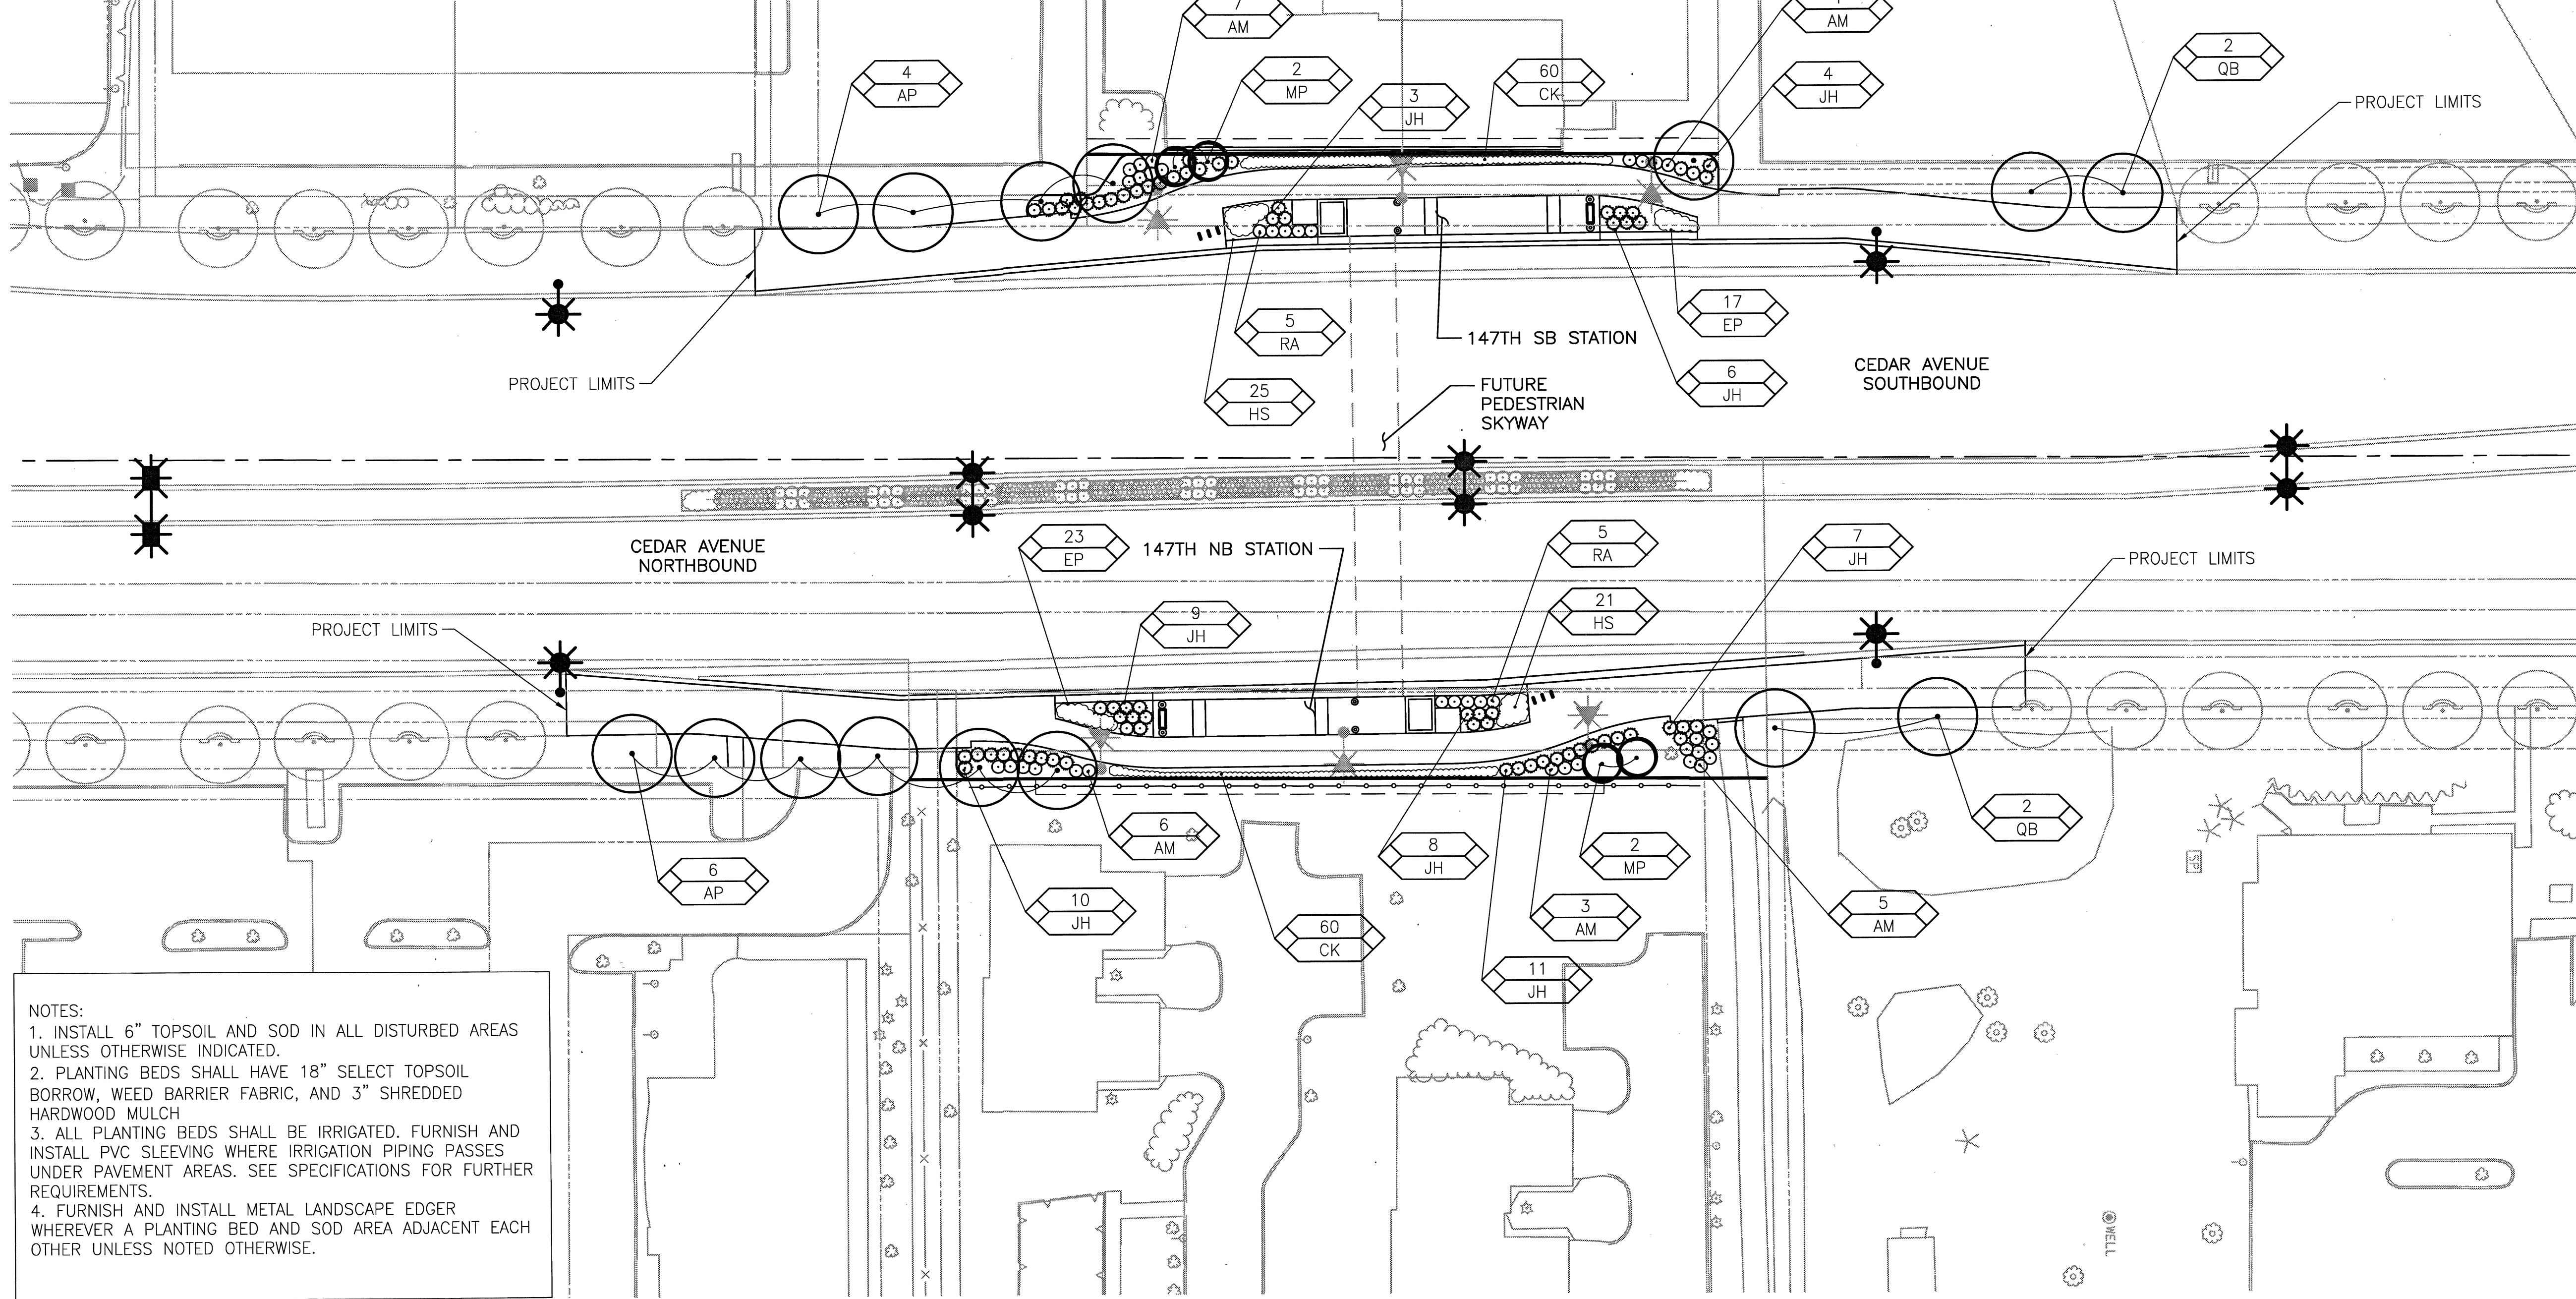 7
AM
AM
4
AP
2
MP
3
JH
60
CK
4
JH
2
QB
PROJECT LIMITS
5
RA
25
HS
17
EP
6
JH
147TH SB STATION
PROJECT LIMITS
FUTURE
PEDESTRIAN
SKYWAY
CEDAR AVENUE
SOUTHBOUND
CEDAR AVENUE
NORTHBOUND
23
EP
147TH NB STATION
5
RA
7
JH
PROJECT LIMITS
9
JH
21
HS
PROJECT LIMITS
6
AM
8
JH
2
MP
2
QB
6
AP
10
JH
60
CK
3
AM
5
AM
11
JH
SP
WELL
NOTES:
1. INSTALL 6" TOPSOIL AND SOD IN ALL DISTURBED AREAS
UNLESS OTHERWISE INDICATED.
2. PLANTING BEDS SHALL HAVE 18" SELECT TOPSOIL
BORROW, WEED BARRIER FABRIC, AND 3" SHREDDED
HARDWOOD MULCH
3. ALL PLANTING BEDS SHALL BE IRRIGATED. FURNISH AND
INSTALL PVC SLEEVING WHERE IRRIGATION PIPING PASSES
UNDER PAVEMENT AREAS. SEE SPECIFICATIONS FOR FURTHER
REQUIREMENTS.
4. FURNISH AND INSTALL METAL LANDSCAPE EDGER
WHEREVER A PLANTING BED AND SOD AREA ADJACENT EACH
OTHER UNLESS NOTED OTHERWISE.